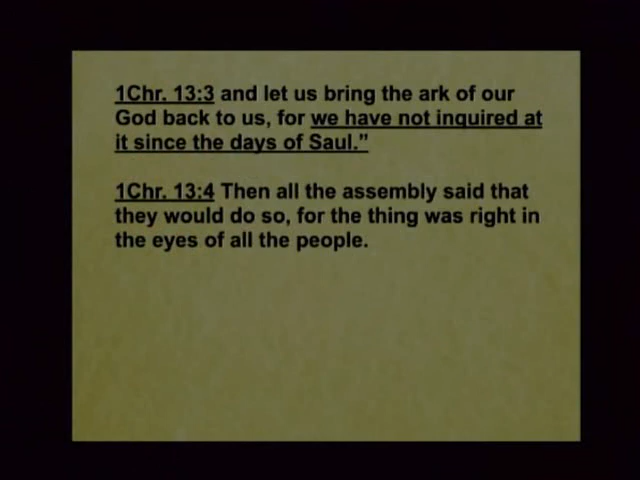 1Chr. 13:3 and let us bring the ark of our
God back to us, for we have not inquired at
it since the days of Saul.”
1Chr. 13:4 Then all the assembly said that
they would do so, for the thing was right in
the eyes of all the people.